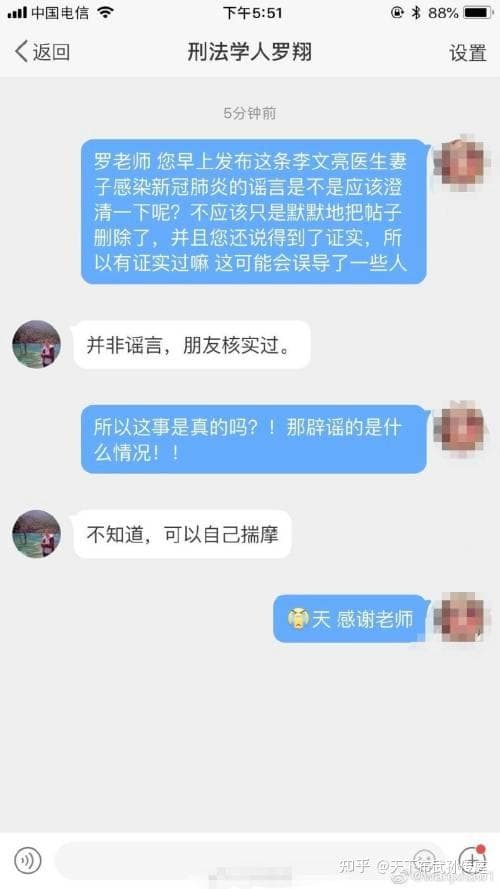 中国电信
下午5:51
88%
返回
刑法学人罗翔
设置
5分钟前
罗老师 您早上发布这条李文亮医生妻
子感染新冠肺炎的谣言是不是应该澄
清一下呢？不应该只是默默地把帖子
删除了，并且您还说得到了证实，所
以有证实过嘛 这可能会误导了一些人
并非谣言，朋友核实过。
所以这事是真的吗？！那辟谣的是什
么情况！！
不知道，可以自己揣摩
天 感谢老师